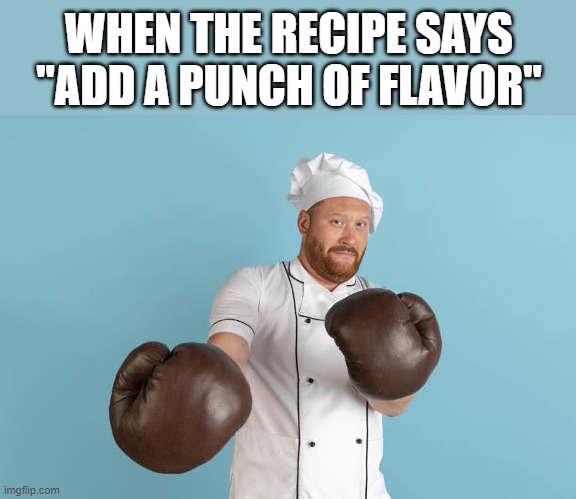 WHEN THE RECIPE SAYS
"ADD A PUNCH OF FLAVOR"
imgflip.com